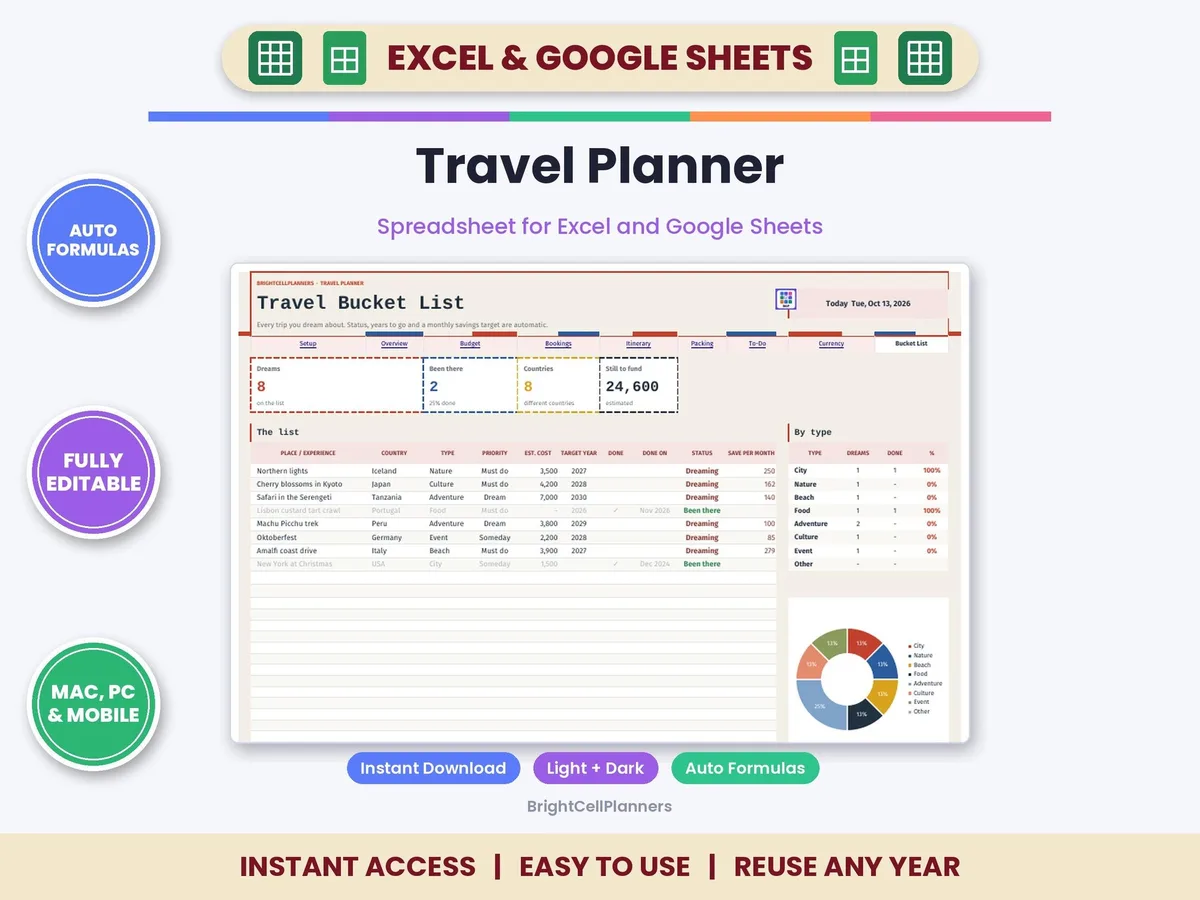 EXCEL & GOOGLE SHEETS
Travel Planner
Spreadsheet for Excel and Google Sheets
AUTO
FORMULAS
FULLY
EDITABLE
MAC, PC
& MOBILE
BRIGHTCELLPLANNERS · TRAVEL PLANNER
Travel Bucket List
Every trip you dream about. Status, years to go and a monthly savings target are automatic.
Today Tue, Oct 13, 2026
Setup Overview Budget Bookings Itinerary Packing To-Do Currency Bucket List
Dreams Been there Countries Still to fund
8 2 8 24,600
on the list 25% done different countries estimated
The list
PLACE / EXPERIENCE COUNTRY TYPE PRIORITY EST. COST TARGET YEAR DONE DONE ON STATUS SAVE PER MONTH
Northern lights Iceland Nature Must do 3,500 2027 Dreaming 250
Cherry blossoms in Kyoto Japan Culture Must do 4,200 2028 Dreaming 162
Safari in the Serengeti Tanzania Adventure Dream 7,000 2030 Dreaming 140
Lisbon custard tart crawl Portugal Food Must do - 2026 ✓ Nov 2026 Been there
Machu Picchu trek Peru Adventure Dream 3,800 2029 Dreaming 100
Oktoberfest Germany Event Someday 2,200 2028 Dreaming 85
Amalfi coast drive Italy Beach Must do 3,900 2027 Dreaming 279
New York at Christmas USA City Someday 1,500 ✓ Dec 2024 Been there
By type
TYPE DREAMS DONE %
City 1 1 100%
Nature 1 - 0%
Beach 1 - 0%
Food 1 1 100%
Adventure 2 - 0%
Culture 1 - 0%
Event 1 - 0%
Other - -
13% 13%
13% 13%
13%
25% 13%
City
Nature
Beach
Food
Adventure
Culture
Event
Other
Instant Download
Light + Dark
Auto Formulas
BrightCellPlanners
INSTANT ACCESS | EASY TO USE | REUSE ANY YEAR